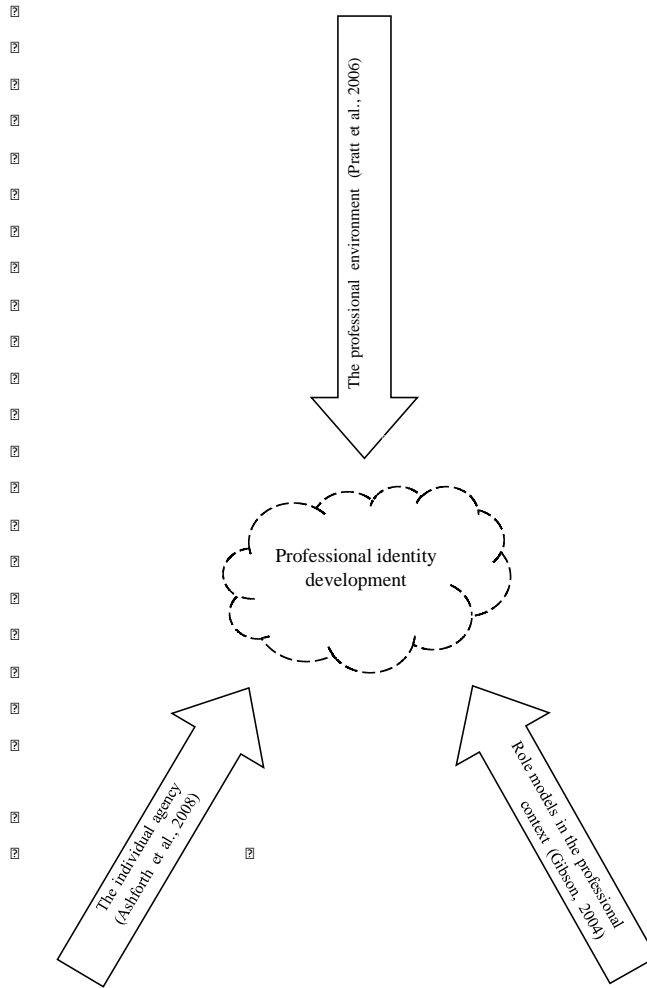 The professional environment (Pratt et al., 2006)
Professional identity
development
The individual agency
(Ashforth et al., 2008)
Role models in the professional
context (Gibson, 2004)